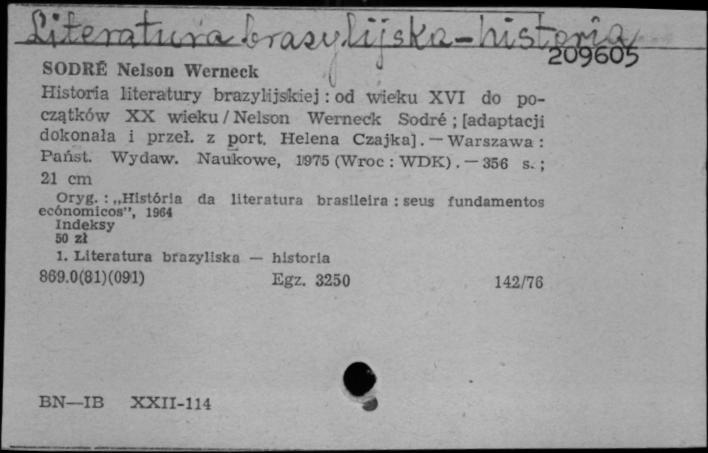 Literatura brazylijska – historia
209605
SODRÉ Nelson Werneck
Historia literatury brazylijskiej : od wieku XVI do po-
czątków XX wieku / Nelson Werneck Sodré ; [adaptacji
dokonała i przeł. z port. Helena Czajka]. — Warszawa :
Państ. Wydaw. Naukowe, 1975 (Wroc : WDK). — 356 s. ;
21 cm
Oryg. : „História da literatura brasileira : seus fundamentos
ecónomicos”, 1964
Indeksy
50 zł
1. Literatura brazyliska — historia
869.0(81)(091) Egz. 3250 142/76
BN—IB XXII-114